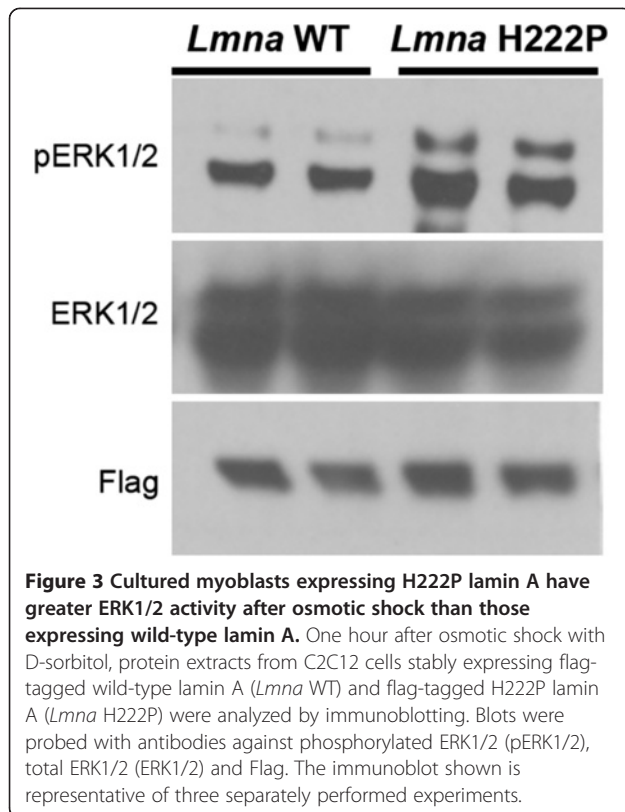 Lmna WT Lmna H222P
pERK1/2
ERK1/2
Flag
Figure 3 Cultured myoblasts expressing H222P lamin A have
greater ERK1/2 activity after osmotic shock than those
expressing wild-type lamin A. One hour after osmotic shock with
D-sorbitol, protein extracts from C2C12 cells stably expressing flag-
tagged wild-type lamin A (Lmna WT) and flag-tagged H222P lamin
A (Lmna H222P) were analyzed by immunoblotting. Blots were
probed with antibodies against phosphorylated ERK1/2 (pERK1/2),
total ERK1/2 (ERK1/2) and Flag. The immunoblot shown is
representative of three separately performed experiments.